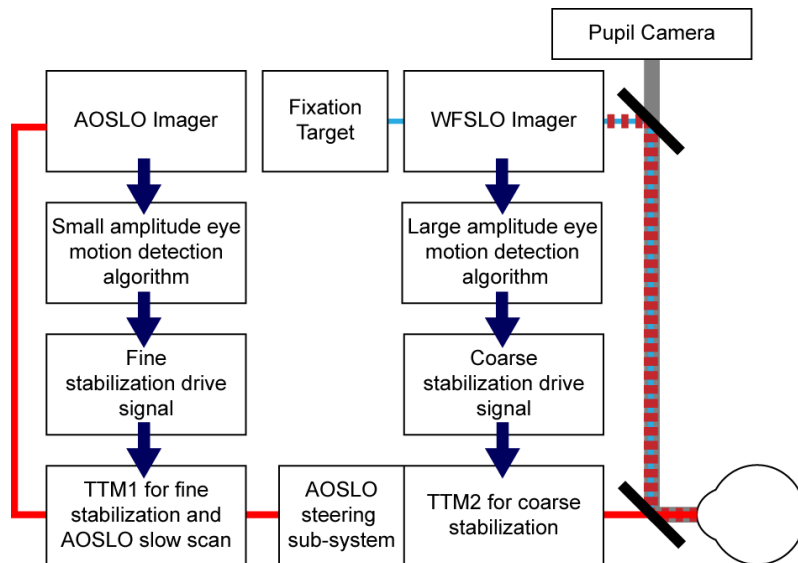 Pupil Camera
AOSLO Imager
Fixation
Target
WFSLO Imager
Small amplitude eye
motion detection
algorithm
Large amplitude eye
motion detection
algorithm
Fine
stabilization drive
signal
Coarse
stabilization drive
signal
TTM1 for fine
stabilization and
AOSLO slow scan
AOSLO
steering
sub-system
TTM2 for coarse
stabilization